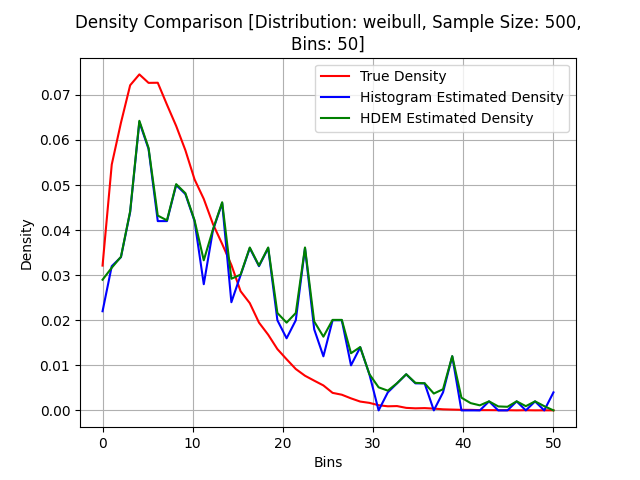 Density Comparison [Distribution: weibull, Sample Size: 500,
Bins: 50]
True Density
Histogram Estimated Density
HDEM Estimated Density
Density
0.07
0.06
0.05
0.04
0.03
0.02
0.01
0.00
0 10 20 30 40 50
Bins